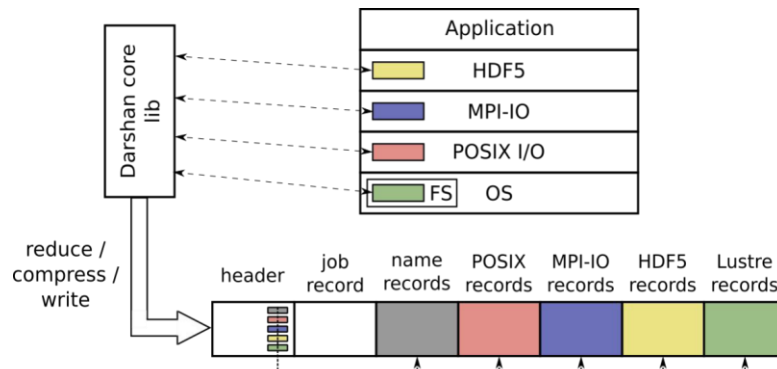 Application
Darshan core
lib
HDF5
MPI-IO
POSIX I/O
FS OS
reduce /
compress /
write
header
job
record
name
records
POSIX
records
MPI-IO
records
HDF5
records
Lustre
records